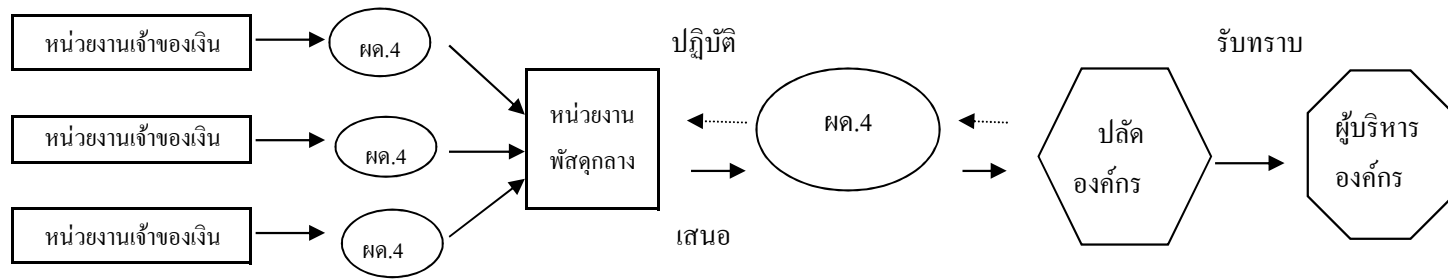 หน่วยงานเจ้าของเงิน
ผด.4
หน่วยงานเจ้าของเงิน
ผด.4
หน่วยงานเจ้าของเงิน
ผด.4
หน่วยงาน
พัสดุกลาง
ปฏิบัติ
เสนอ
ผด.4
ปลัด
องค์กร
รับทราบ
ผู้บริหาร
องค์กร